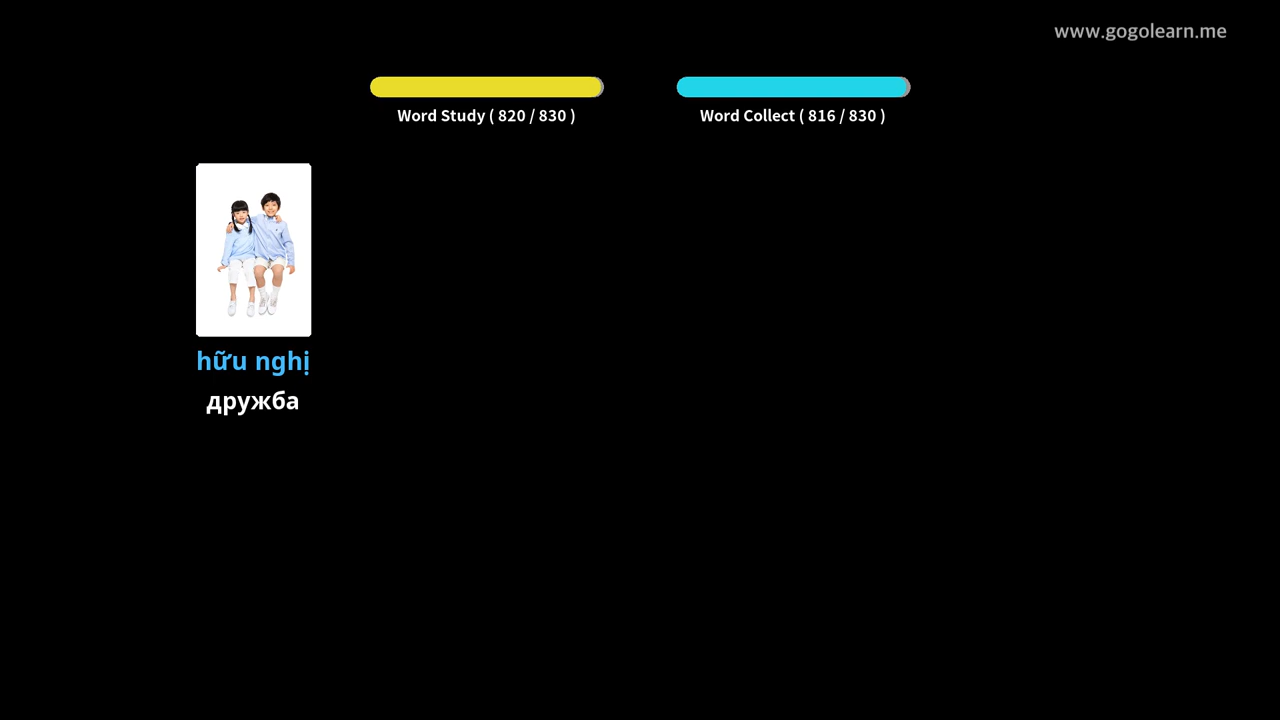 www.gogolearn.me
Word Study ( 820 / 830 )
Word Collect ( 816 / 830 )
hữu nghị
дружба